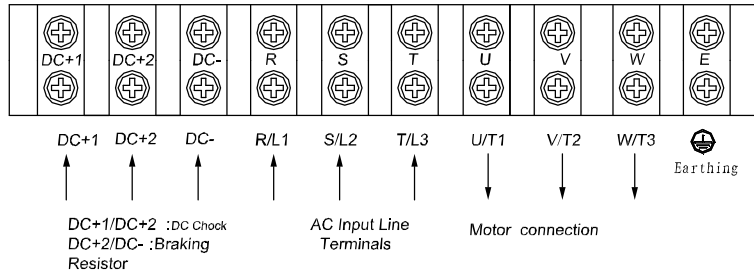 DC+1 DC+2 DC- R S T U V W E
DC+1 DC+2 DC- R/L1 S/L2 T/L3 U/T1 V/T2 W/T3
Earthing
DC+1/DC+2 :DC Chock
DC+2/DC- :Braking
Resistor
AC Input Line
Terminals
Motor connection